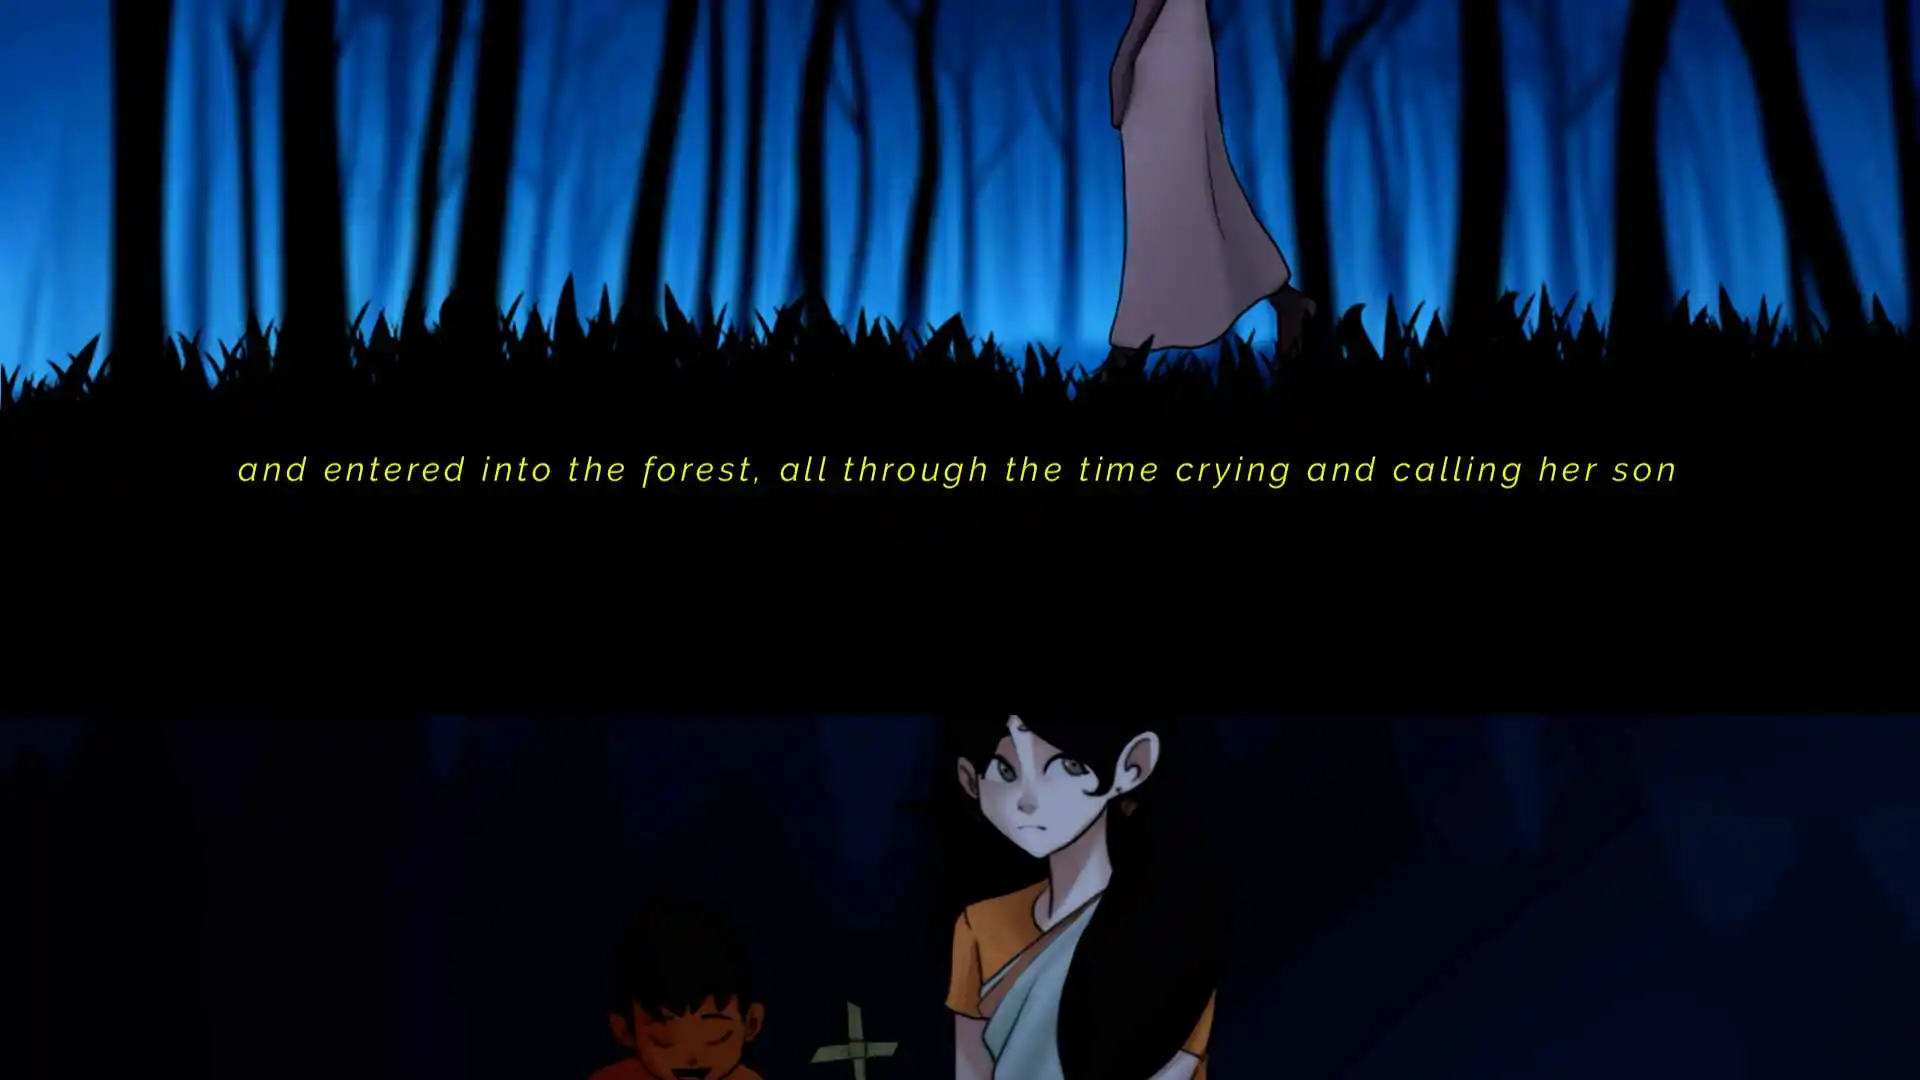 and entered into the forest, all through the time crying and calling her son